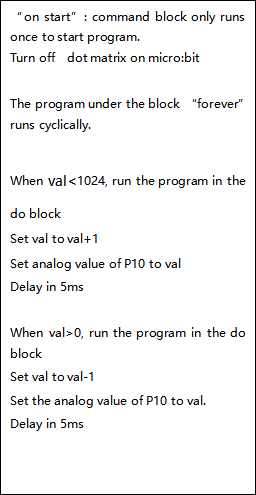 “on start”: command block only runs
once to start program.
Turn off dot matrix on micro:bit
The program under the block “forever”
runs cyclically.
When val<1024, run the program in the
do block
Set val to val+1
Set analog value of P10 to val
Delay in 5ms
When val>0, run the program in the do
block
Set val to val-1
Set the analog value of P10 to val.
Delay in 5ms